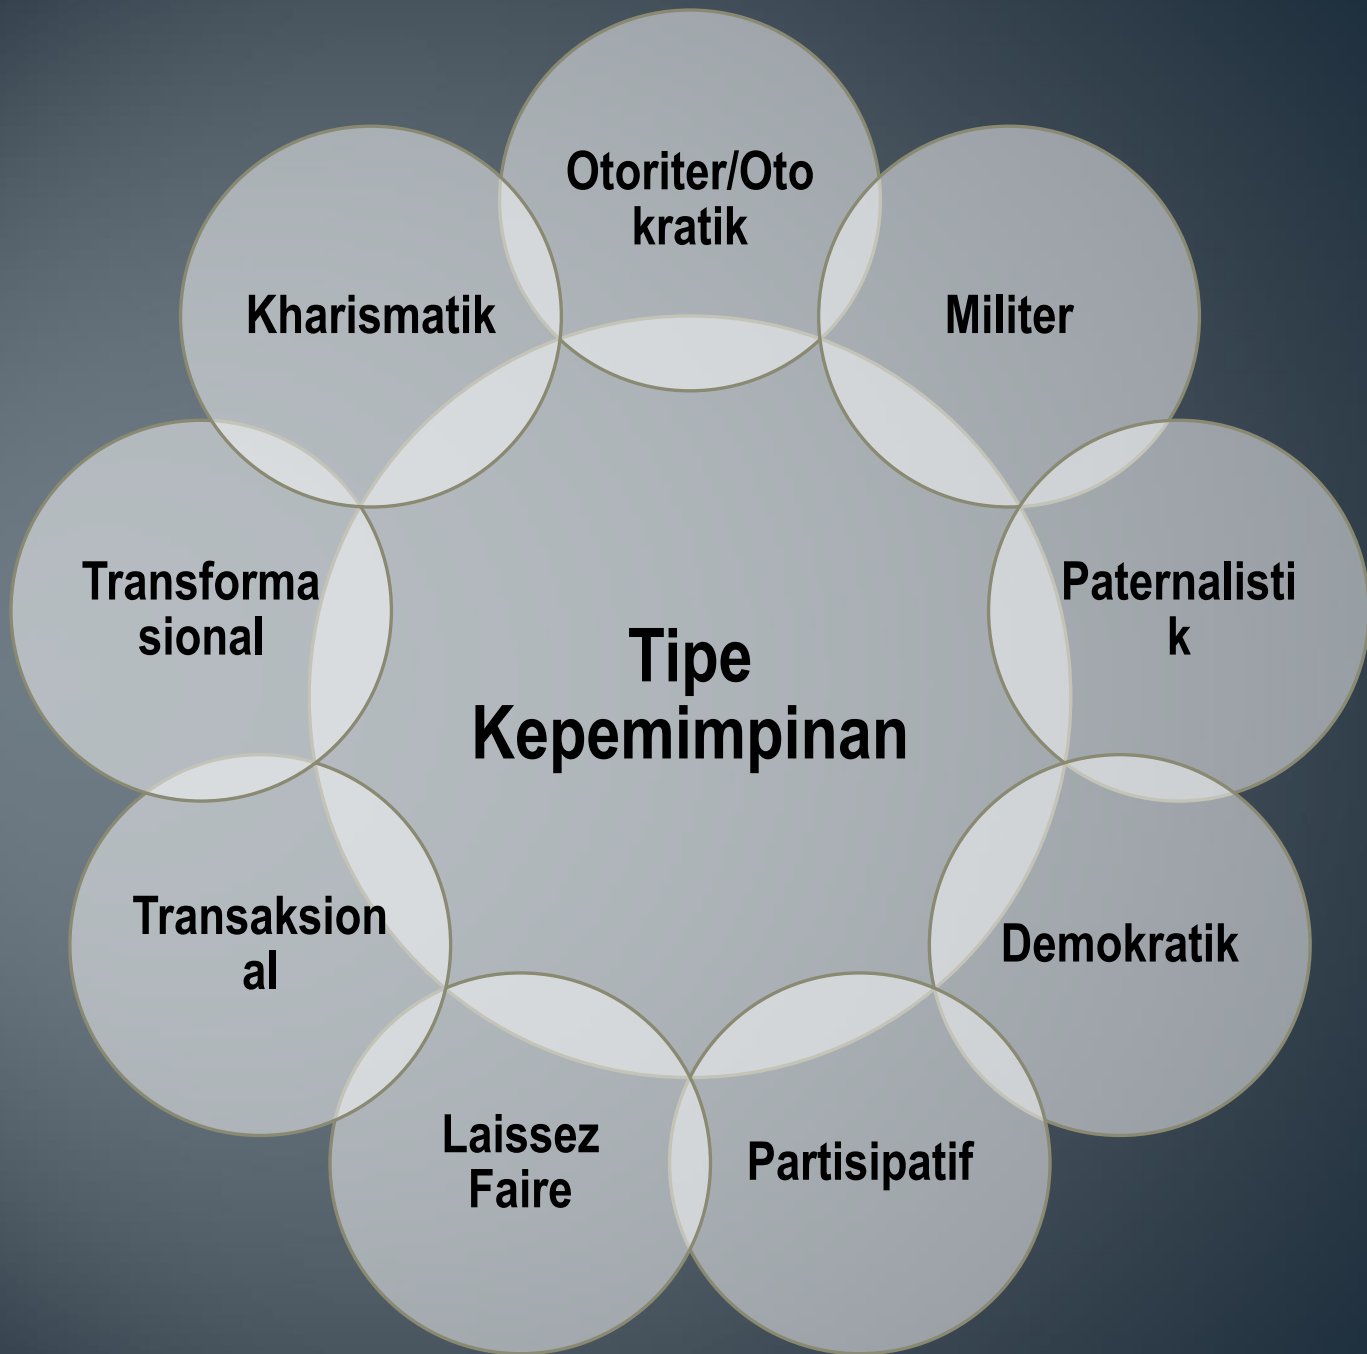 Otoriter/Oto
kratik
Kharismatik
Militer
Transforma
sional
Paternalisti
k
Tipe
Kepemimpinan
Transaksion
al
Demokratik
Laissez
Faire
Partisipatif